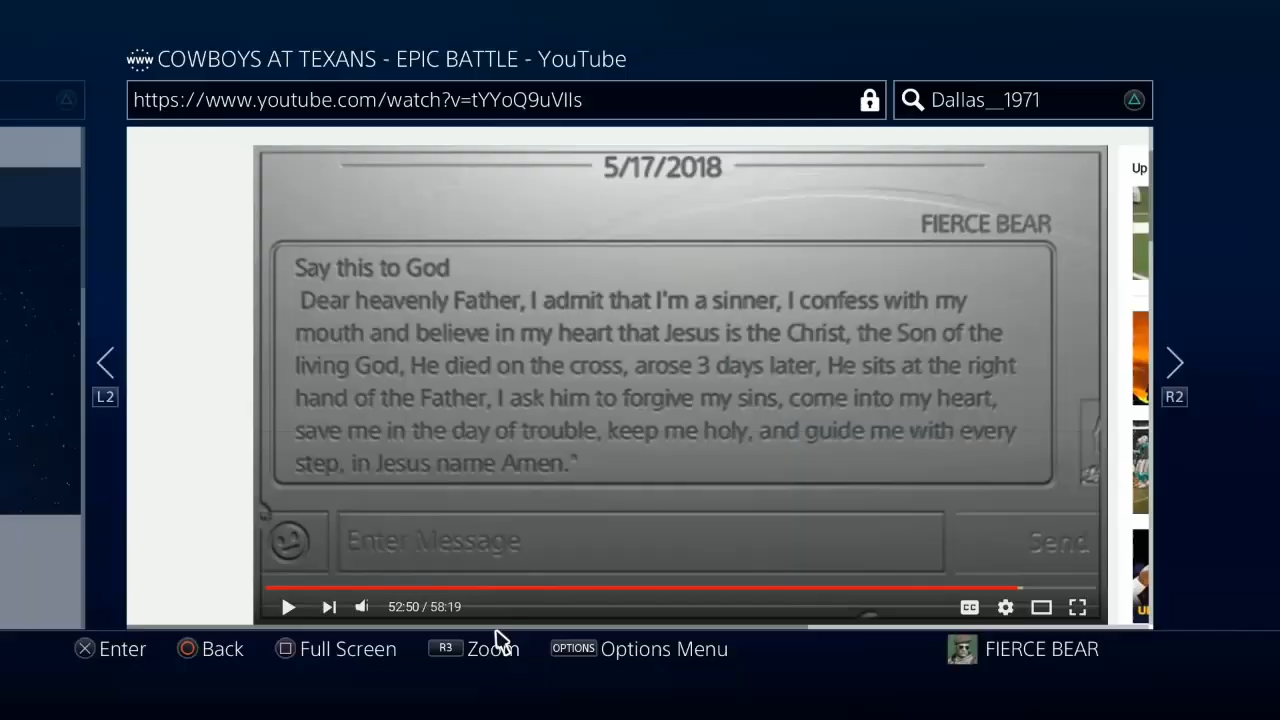 www COWBOYS AT TEXANS - EPIC BATTLE - YouTube
https://www.youtube.com/watch?v=tYYoQ9uVIIs
Dallas__1971
5/17/2018
Up
FIERCE BEAR
Say this to God
Dear heavenly Father, I admit that I'm a sinner, I confess with my
mouth and believe in my heart that Jesus is the Christ, the Son of the
living God, He died on the cross, arose 3 days later, He sits at the right
hand of the Father, I ask him to forgive my sins, come into my heart,
save me in the day of trouble, keep me holy, and guide me with every
step, in Jesus name Amen."
L2
R2
Enter Message
Send
52:50 / 58:19
CC
Enter
Back
Full Screen
R3 Zoom
OPTIONS Options Menu
FIERCE BEAR